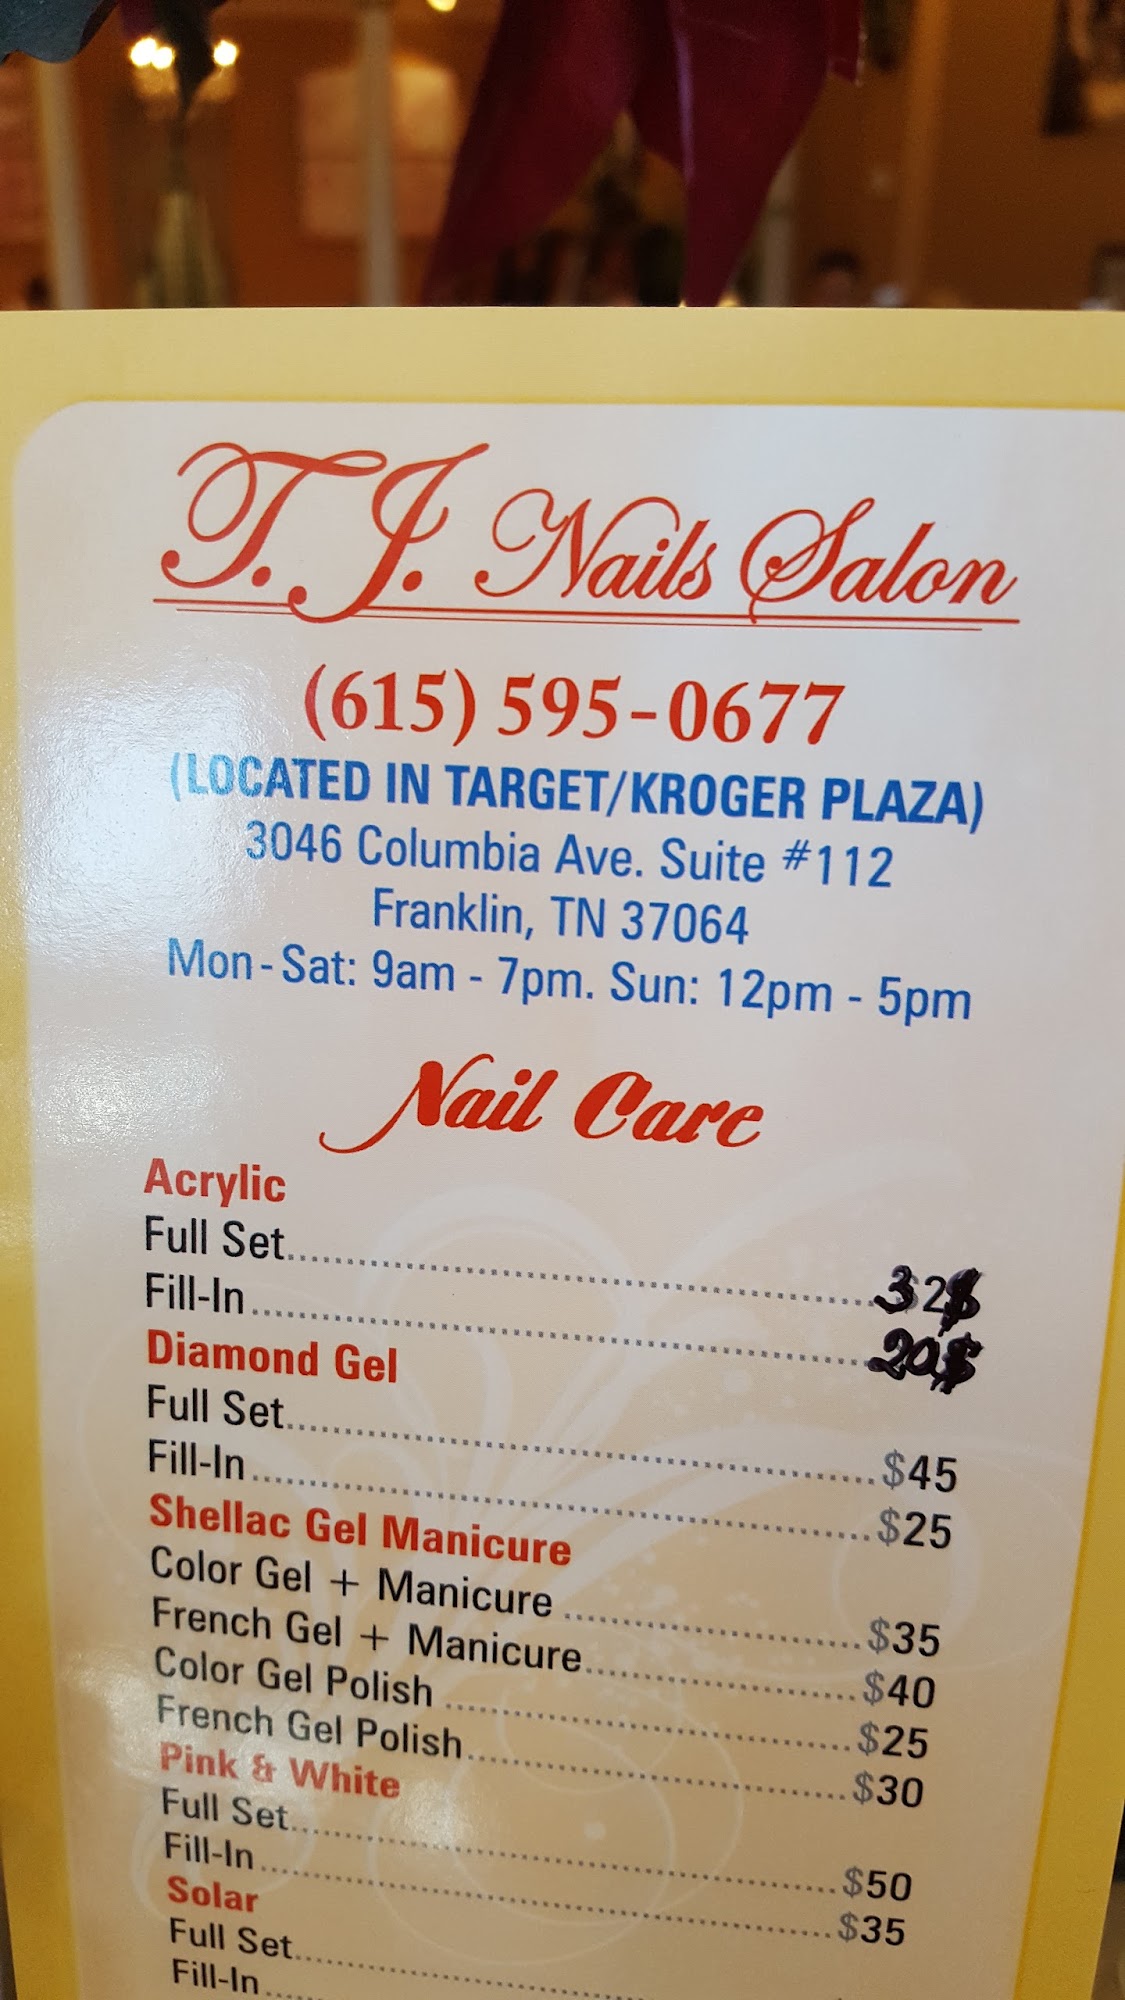 T.J. Nails Salon
(615) 595-0677
(LOCATED IN TARGET/KROGER PLAZA)
3046 Columbia Ave. Suite #112
Franklin, TN 37064
Mon-Sat: 9am - 7pm. Sun: 12pm - 5pm
Nail Care
Acrylic
Full Set.....32$
Fill-In.....20$
Diamond Gel
Full Set.....$45
Fill-In.....$25
Shellac Gel Manicure
Color Gel + Manicure.....$35
French Gel + Manicure.....$40
Color Gel Polish.....$25
French Gel Polish.....$30
Pink & White
Full Set.....$50
Fill-In.....$35
Solar
Full Set.....
Fill-In.....